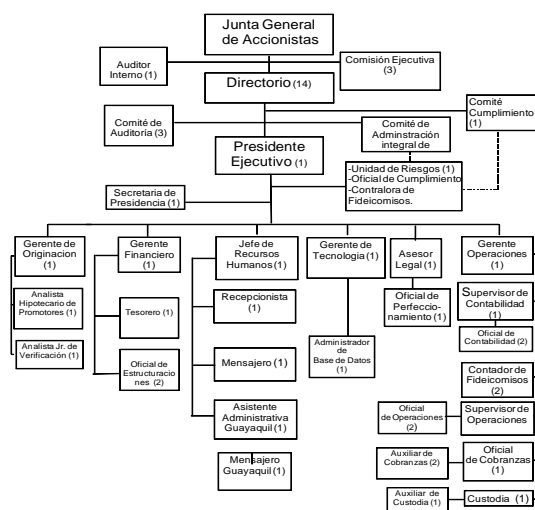 Junta General
de Accionistas
Auditor
Interno (1)
Comisión Ejecutiva
(3)
Directorio (14)
Comité de
Auditoría (3)
Comité de
Adminstración
integral de
Comité
Cumplimiento
(1)
Presidente
Ejecutivo (1)
-Unidad de Riesgos (1)
-Oficial de Cumplimiento
-Contralora de
Fideicomisos.
Secretaria de
Presidencia (1)
Gerente de
Originacion
(1)
Gerente
Financiero
(1)
Jefe de
Recursos
Humanos (1)
Gerente de
Tecnologia (1)
Asesor
Legal (1)
Gerente
Operaciones (1)
Analista
Hipotecario de
Promotores (1)
Analista Jr. de
Verificación (1)
Tesorero (1)
Oficial de
Estructuracio
nes (2)
Recepcionista
(1)
Mensajero (1)
Asistente
Administrativa
Guayaquil (1)
Mensajero
Guayaquil (1)
Administrador
de
Base de Datos
(1)
Oficial de
Perfeccio-
namiento (1)
Supervisor de
Contabilidad
(1)
Oficial de
Contabilidad (2)
Contador de
Fideicomisos
(2)
Oficial
de Operaciones
(2)
Supervisor de
Operaciones
Auxiliar de
Cobranzas (2)
Oficial
de Cobranzas
(1)
Auxiliar de
Custodia (1)
Custodia (1)